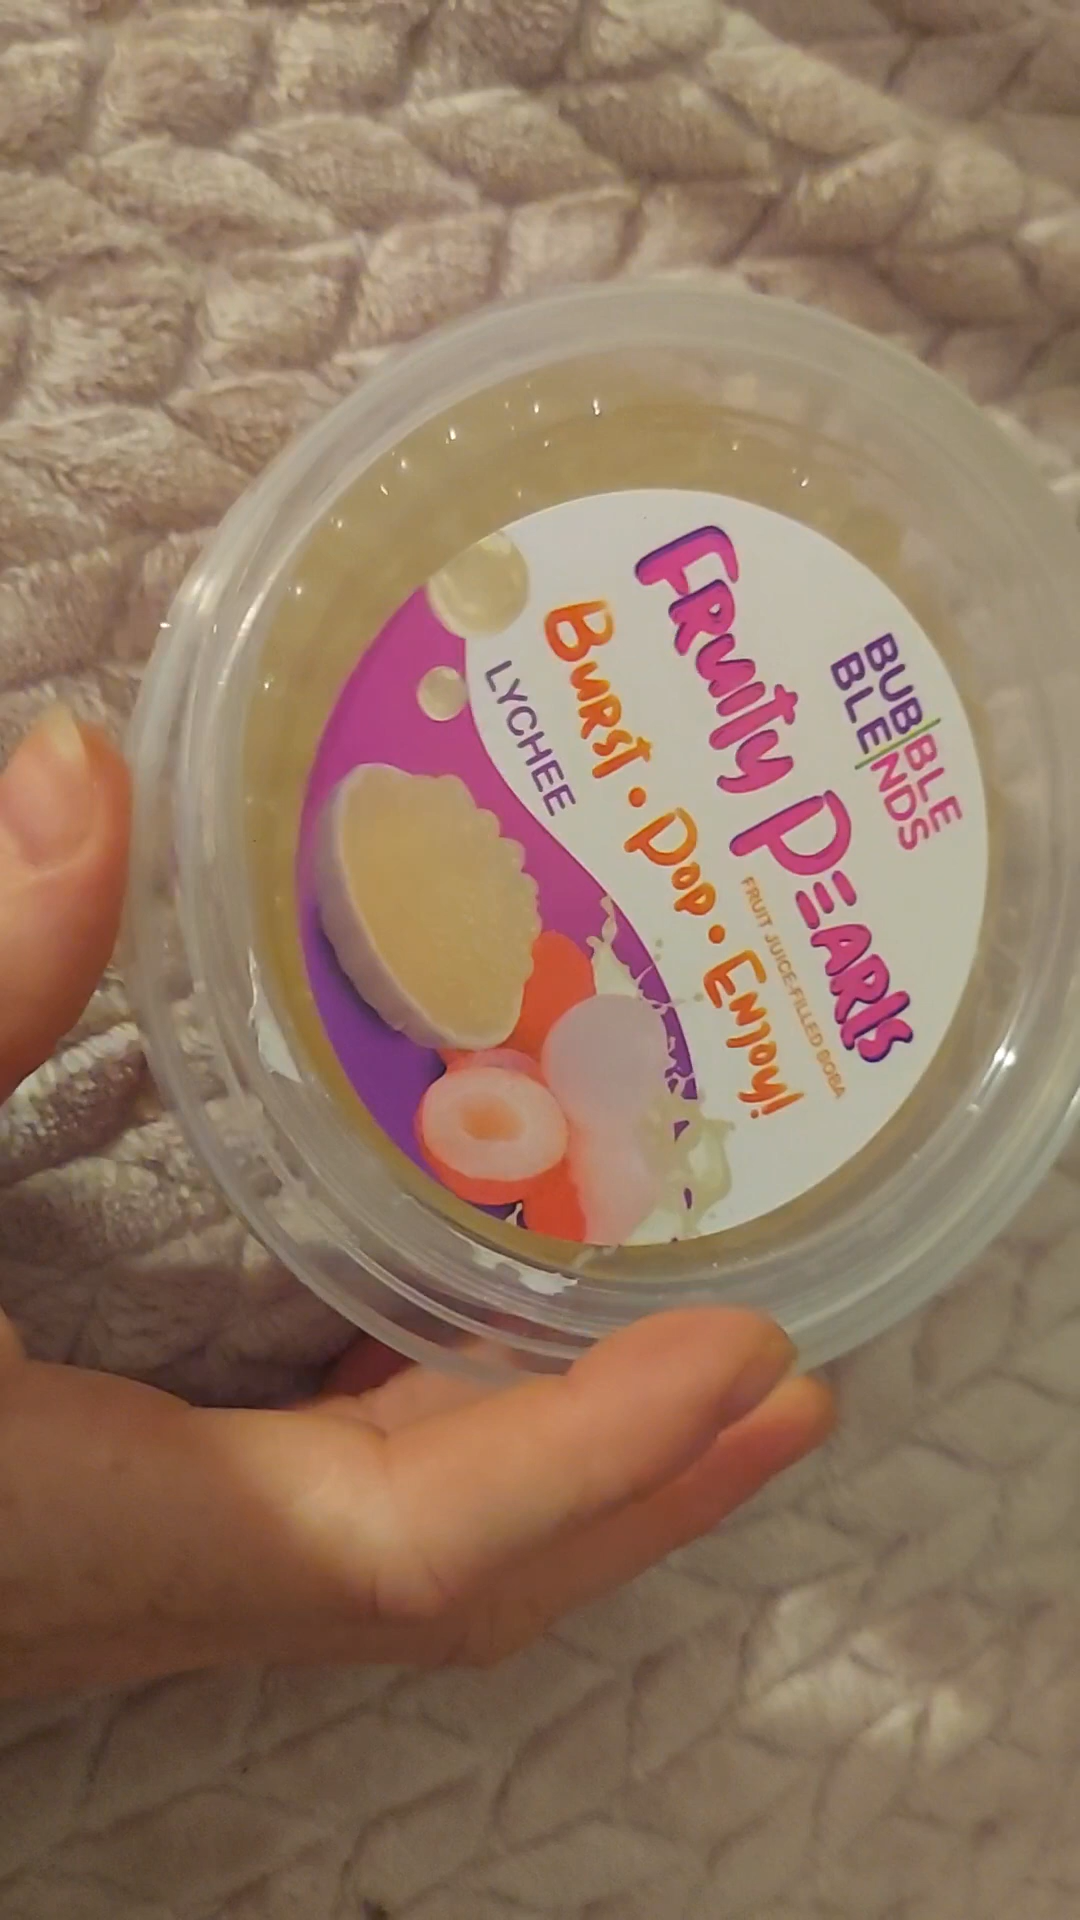 BUBBLE
BLENDS
Fruity Pearls
FRUIT JUICE-FILLED BOBA
Burst • Pop • Enjoy!
LYCHEE